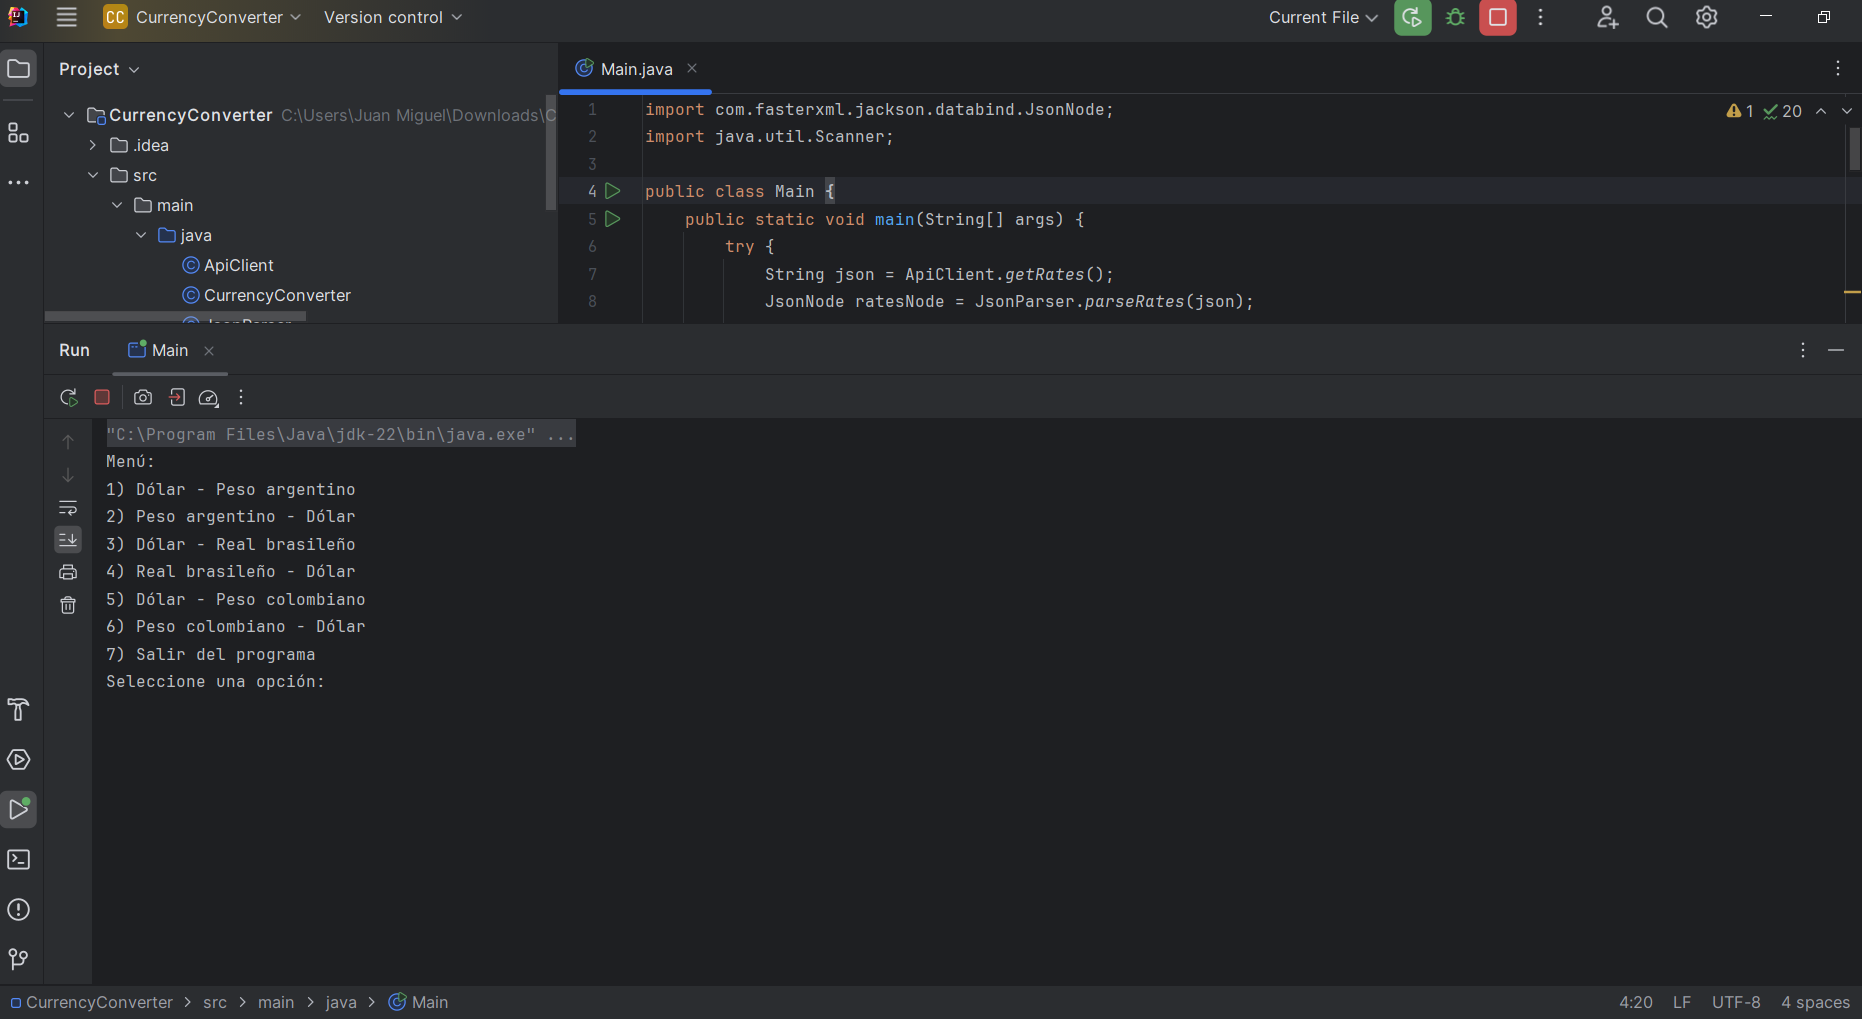 CC CurrencyConverter Version control Current File
Project
Main.java
CurrencyConverter C:\Users\Juan Miguel\Downloads\C
.idea
src
main
java
ApiClient
CurrencyConverter
1 import com.fasterxml.jackson.databind.JsonNode;
2 import java.util.Scanner;
3
4 public class Main {
5 public static void main(String[] args) {
6 try {
7 String json = ApiClient.getRates();
8 JsonNode ratesNode = JsonParser.parseRates(json);
1 20
Run Main
"C:\Program Files\Java\jdk-22\bin\java.exe" ...
Menú:
1) Dólar - Peso argentino
2) Peso argentino - Dólar
3) Dólar - Real brasileño
4) Real brasileño - Dólar
5) Dólar - Peso colombiano
6) Peso colombiano - Dólar
7) Salir del programa
Seleccione una opción:
CurrencyConverter > src > main > java > Main 4:20 LF UTF-8 4 spaces